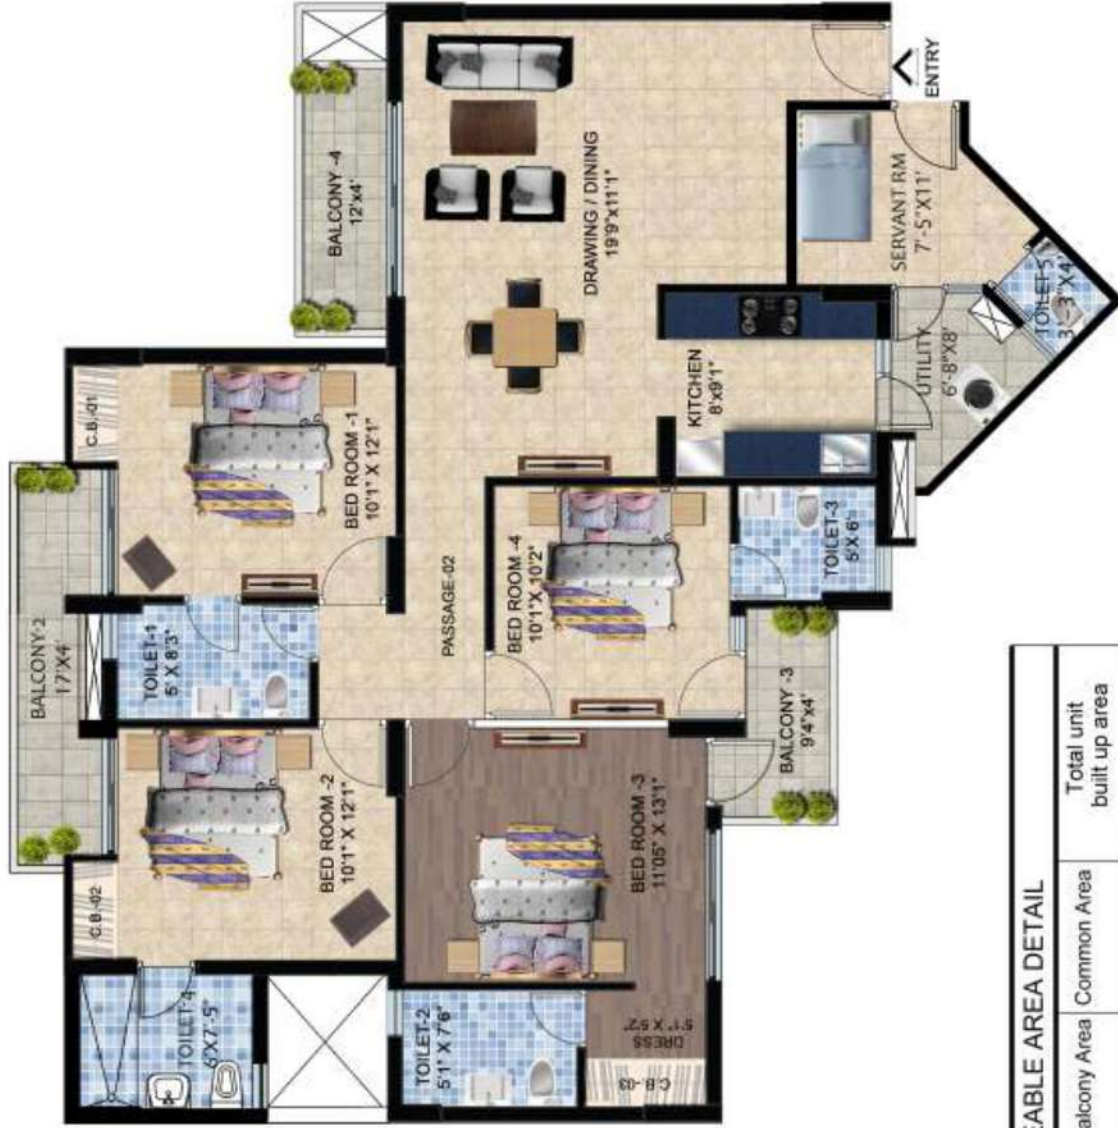 BALCONY -4
12'x4'
ENTRY
DRAWING / DINING
19'9"x11'1"
SERVANT RM
7'-5"X11'
TOILET-5
3'-3"X4'
UTILITY
6'-8"X8'
KITCHEN
8'x9'1"
C.B.-01
BED ROOM -1
10'1" X 12'1"
BALCONY-2
17'X4'
TOILET-1
5' X 8'3"
PASSAGE-02
BED ROOM -4
10'1"X 10'2"
TOILET-3
5'X 6'
BALCONY -3
9'4"x4'
C.B.-02
BED ROOM -2
10'1" X 12'1"
BED ROOM -3
11'05" X 13'1"
TOILET-4
6'X7'-5"
TOILET-2
5'1" X 7'6"
DRESS
5'1" X 5'2"
C.B.-03
EABLE AREA DETAIL
alcony Area
Common Area
Total unit
built up area